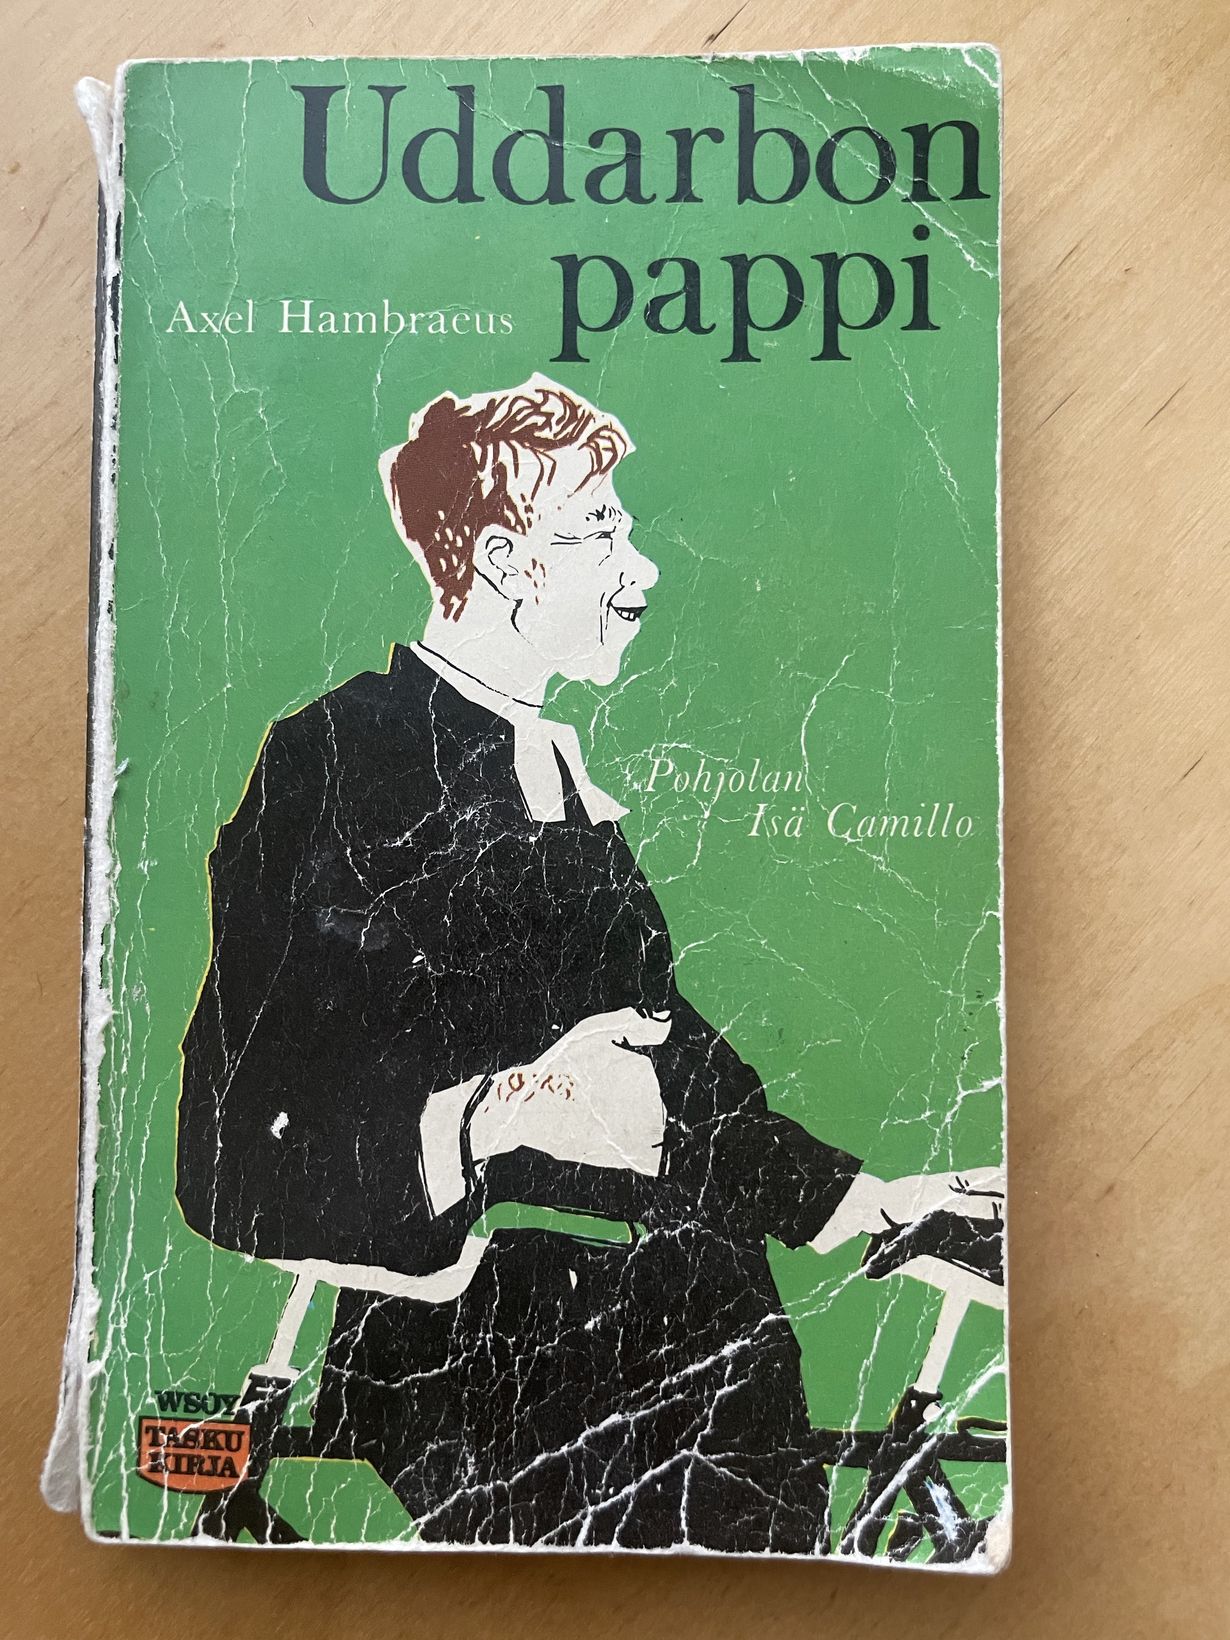 Uddarbon
pappi
Axel Hambraeus
Pohjolan
Isä Camillo
WSOY
TASKU
KIRJA